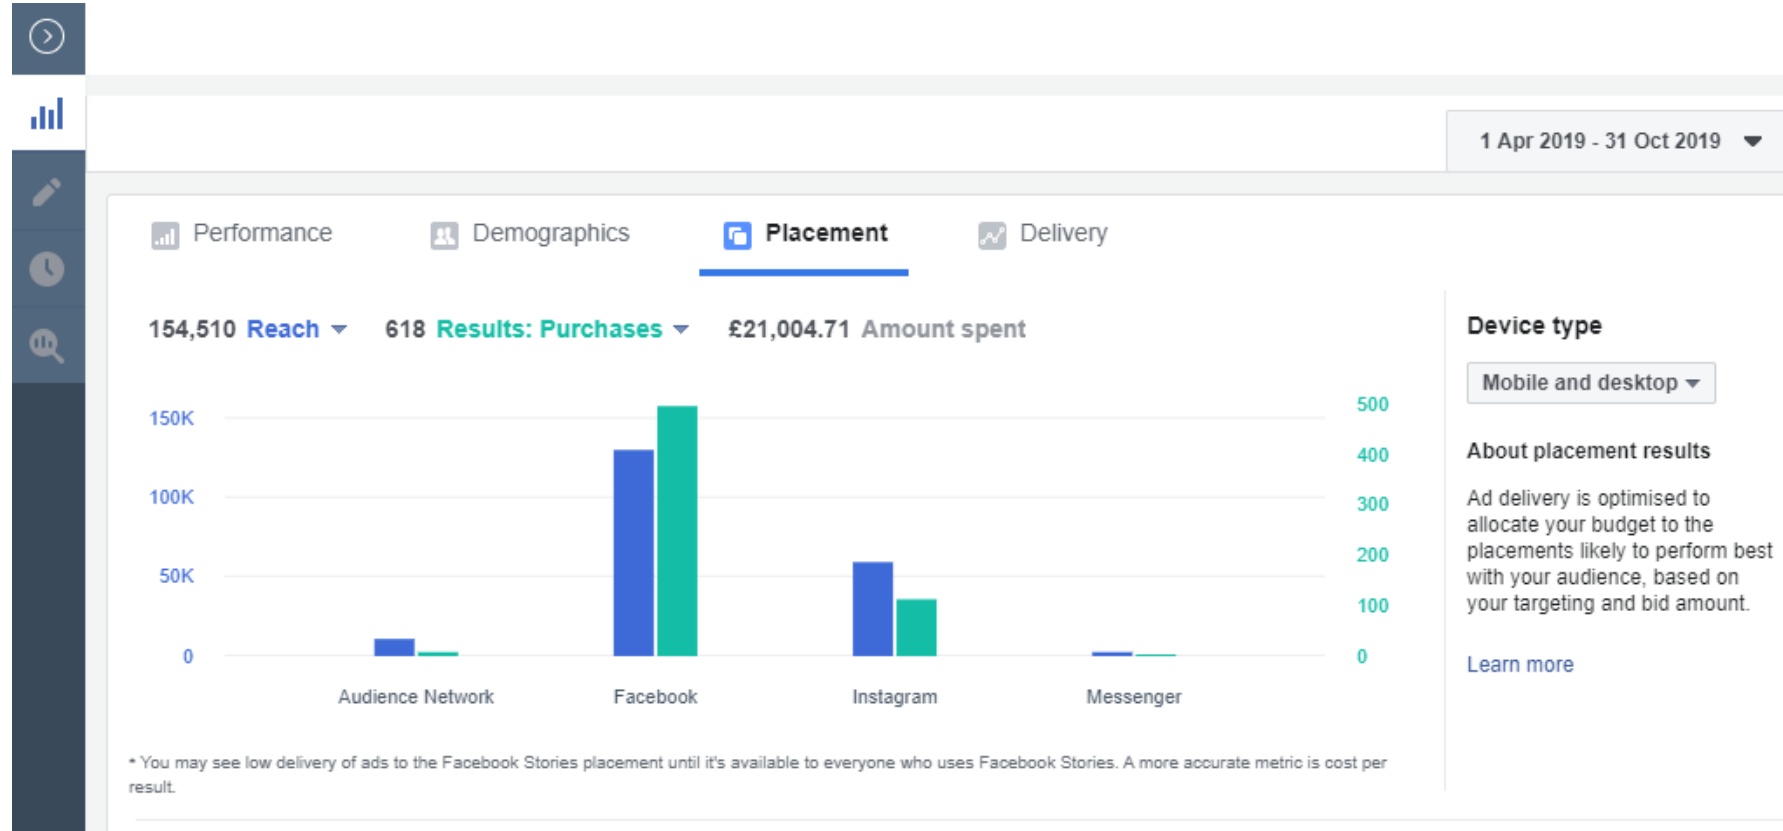 1 Apr 2019 - 31 Oct 2019
Performance
Demographics
Placement
Delivery
154,510 Reach
618 Results: Purchases
£21,004.71 Amount spent
150K
100K
50K
0
500
400
300
200
100
0
Audience Network
Facebook
Instagram
Messenger
* You may see low delivery of ads to the Facebook Stories placement until it's available to everyone who uses Facebook Stories. A more accurate metric is cost per
result.
Device type
Mobile and desktop
About placement results
Ad delivery is optimised to
allocate your budget to the
placements likely to perform best
with your audience, based on
your targeting and bid amount.
Learn more